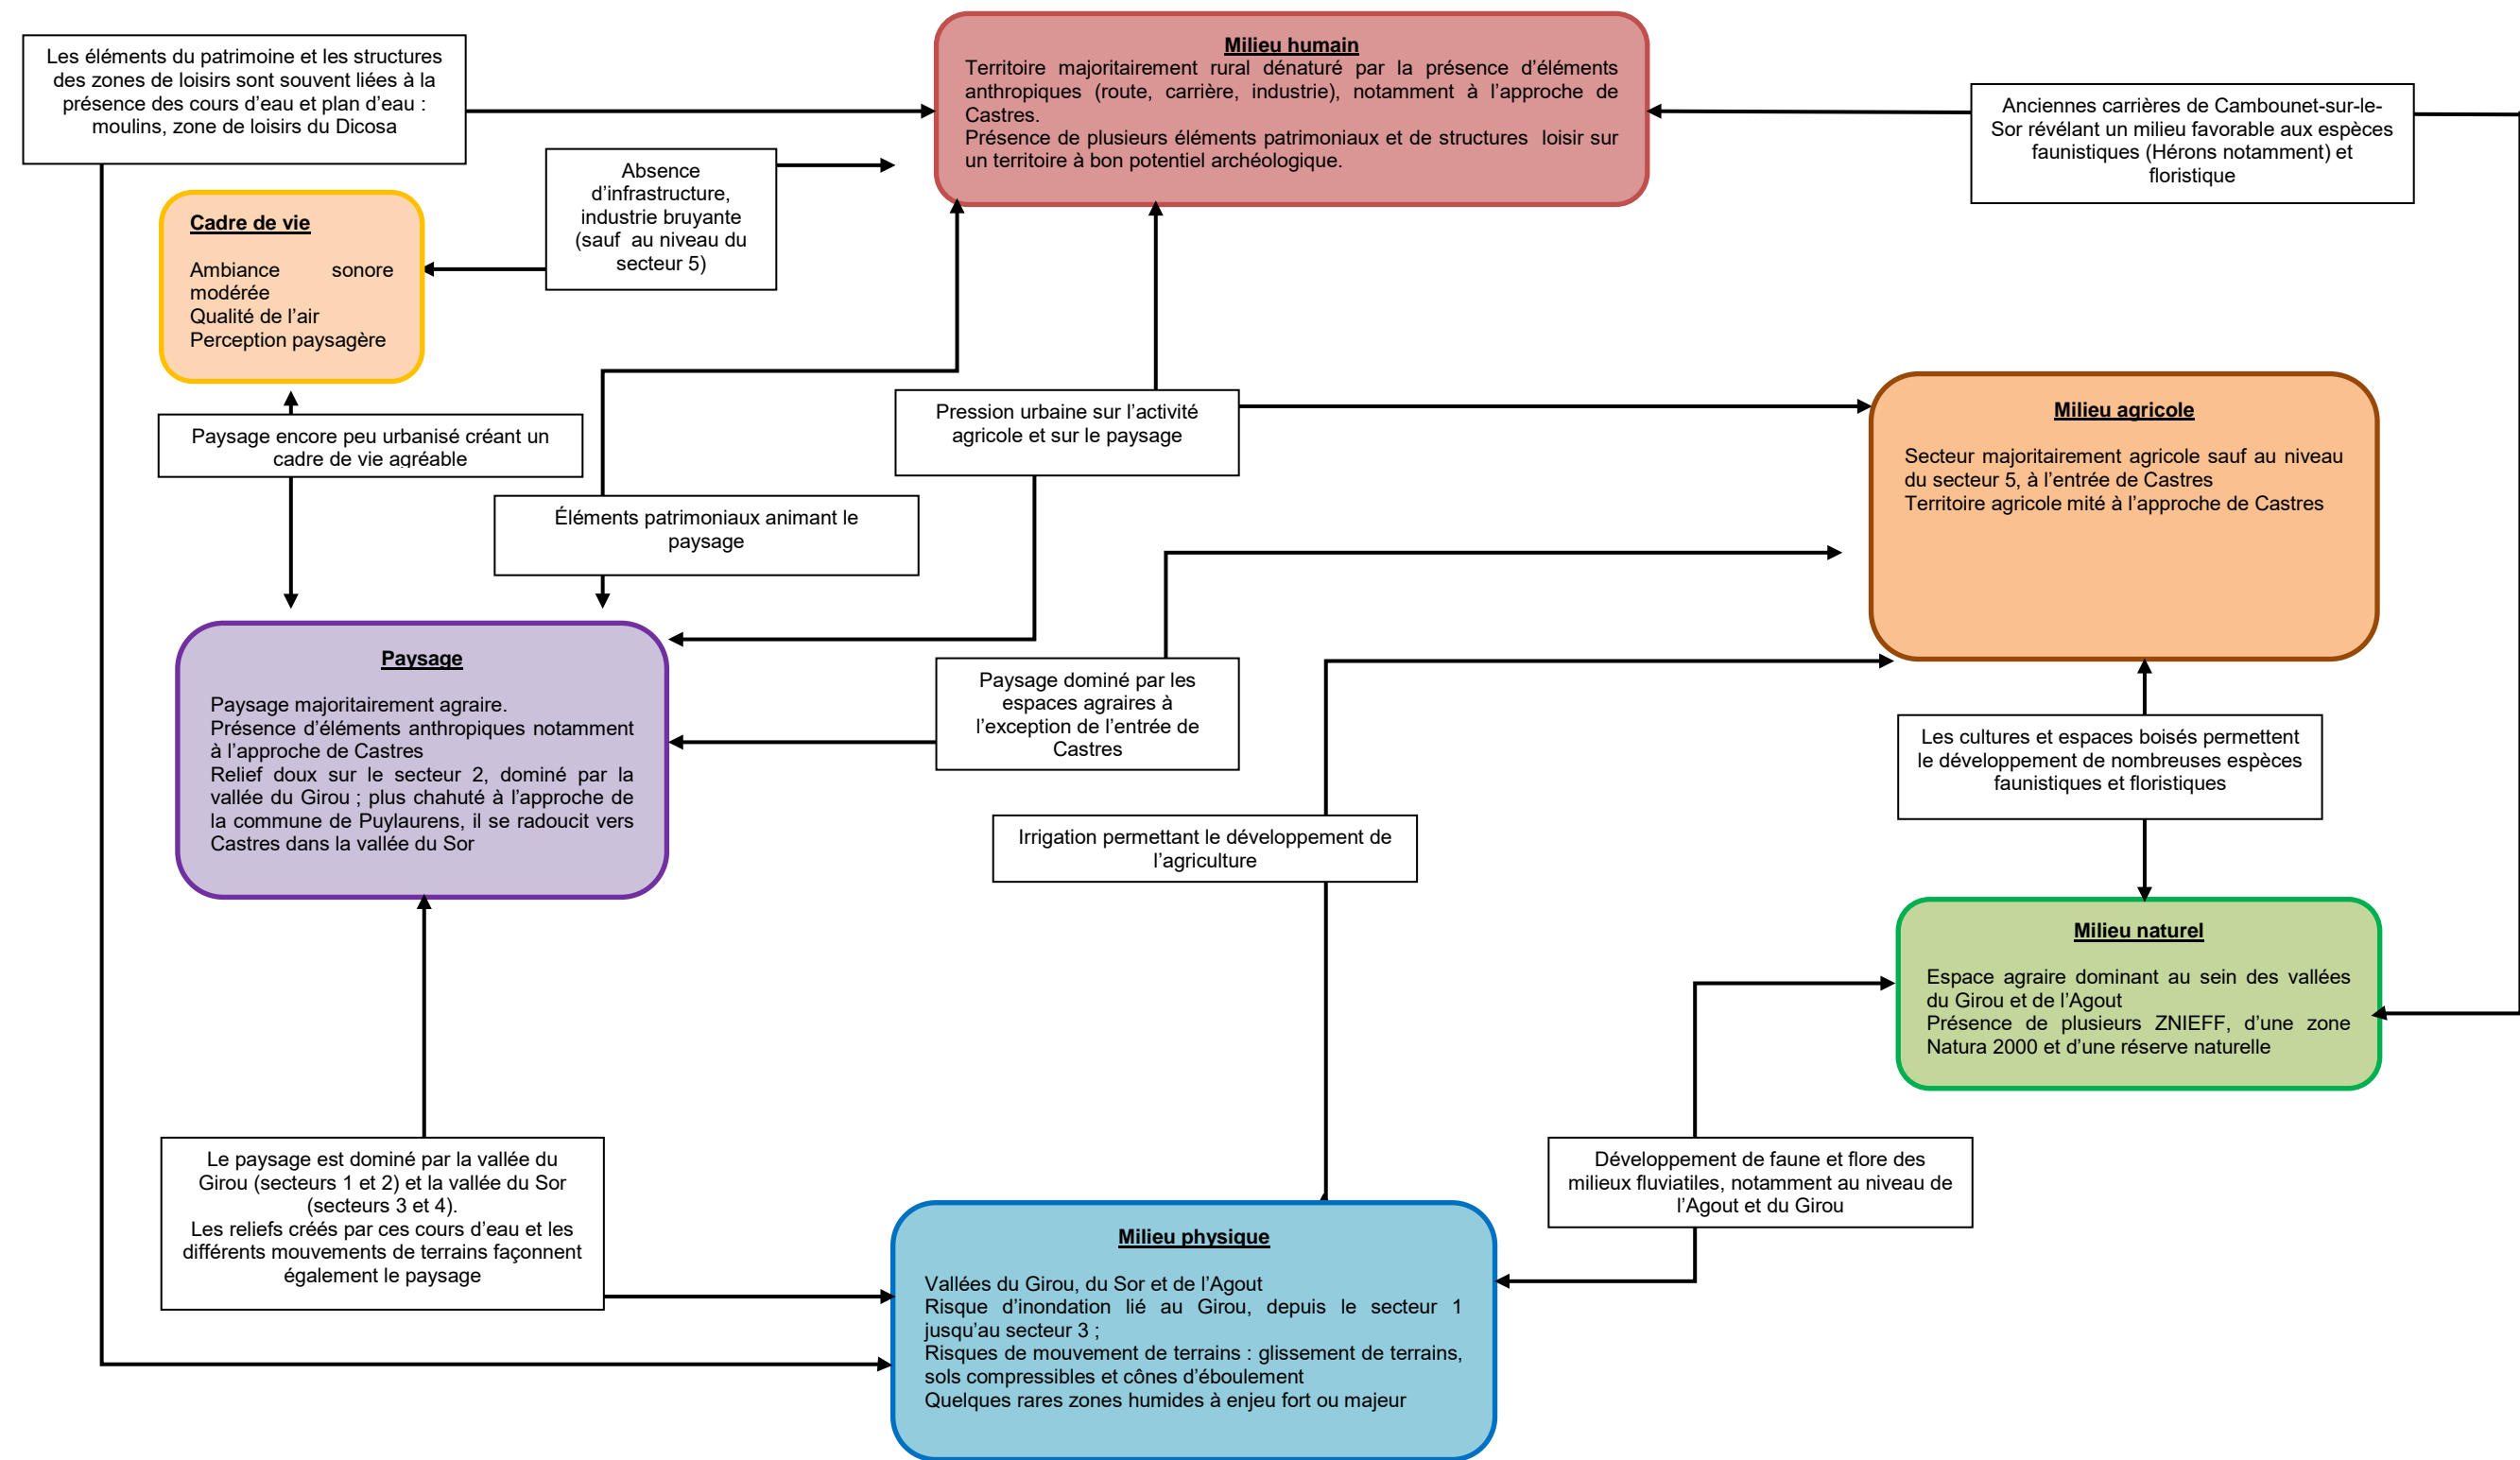 Les éléments du patrimoine et les structures
des zones de loisirs sont souvent liées à la
présence des cours d’eau et plan d’eau :
moulins, zone de loisirs du Dicosa
Milieu humain
Territoire majoritairement rural dénaturé par la présence d’éléments
anthropiques (route, carrière, industrie), notamment à l’approche de
Castres.
Présence de plusieurs éléments patrimoniaux et de structures loisir sur
un territoire à bon potentiel archéologique.
Anciennes carrières de Cambounet-sur-le-
Sor révélant un milieu favorable aux espèces
faunistiques (Hérons notamment) et
floristique
Absence
d’infrastructure,
industrie bruyante
(sauf au niveau du
secteur 5)
Cadre de vie
Ambiance sonore
modérée
Qualité de l’air
Perception paysagère
Paysage encore peu urbanisé créant un
cadre de vie agréable
Pression urbaine sur l’activité
agricole et sur le paysage
Milieu agricole
Secteur majoritairement agricole sauf au niveau
du secteur 5, à l’entrée de Castres
Territoire agricole mité à l’approche de Castres
Éléments patrimoniaux animant le
paysage
Paysage
Paysage majoritairement agraire.
Présence d’éléments anthropiques notamment
à l’approche de Castres
Relief doux sur le secteur 2, dominé par la
vallée du Girou ; plus chahuté à l’approche de
la commune de Puylaurens, il se radoucit vers
Castres dans la vallée du Sor
Paysage dominé par les
espaces agraires à
l’exception de l’entrée de
Castres
Les cultures et espaces boisés permettent
le développement de nombreuses espèces
faunistiques et floristiques
Irrigation permettant le développement de
l’agriculture
Milieu naturel
Espace agraire dominant au sein des vallées
du Girou et de l’Agout
Présence de plusieurs ZNIEFF, d’une zone
Natura 2000 et d’une réserve naturelle
Le paysage est dominé par la vallée du
Girou (secteurs 1 et 2) et la vallée du Sor
(secteurs 3 et 4).
Les reliefs créés par ces cours d’eau et les
différents mouvements de terrains façonnent
également le paysage
Développement de faune et flore des
milieux fluviatiles, notamment au niveau de
l’Agout et du Girou
Milieu physique
Vallées du Girou, du Sor et de l’Agout
Risque d’inondation lié au Girou, depuis le secteur 1
jusqu’au secteur 3 ;
Risques de mouvement de terrains : glissement de terrains,
sols compressibles et cônes d’éboulement
Quelques rares zones humides à enjeu fort ou majeur